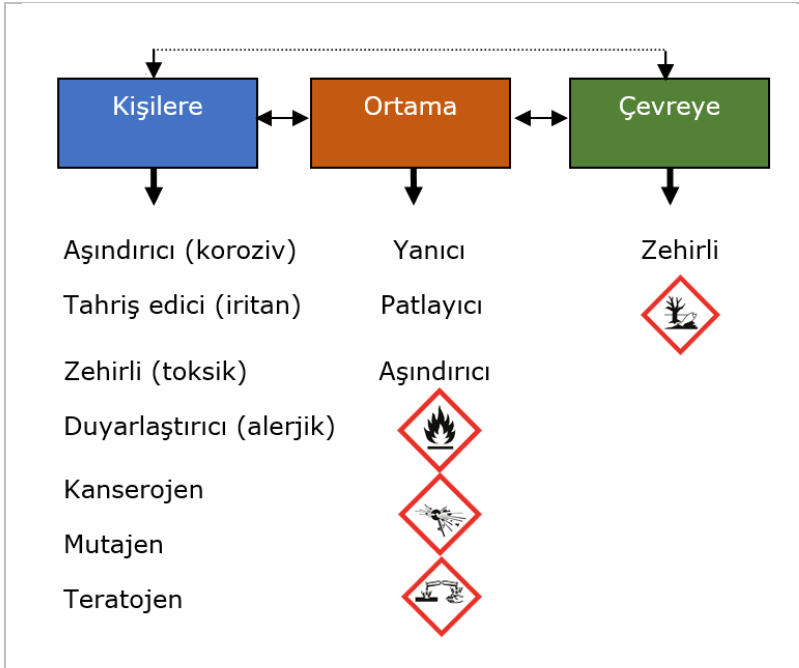 Kişilere
Ortama
Çevreye
Aşındırıcı (koroziv)
Tahriş edici (iritan)
Zehirli (toksik)
Duyarlaştırıcı (alerjik)
Kanserojen
Mutajen
Teratojen
Yanıcı
Patlayıcı
Aşındırıcı
Zehirli